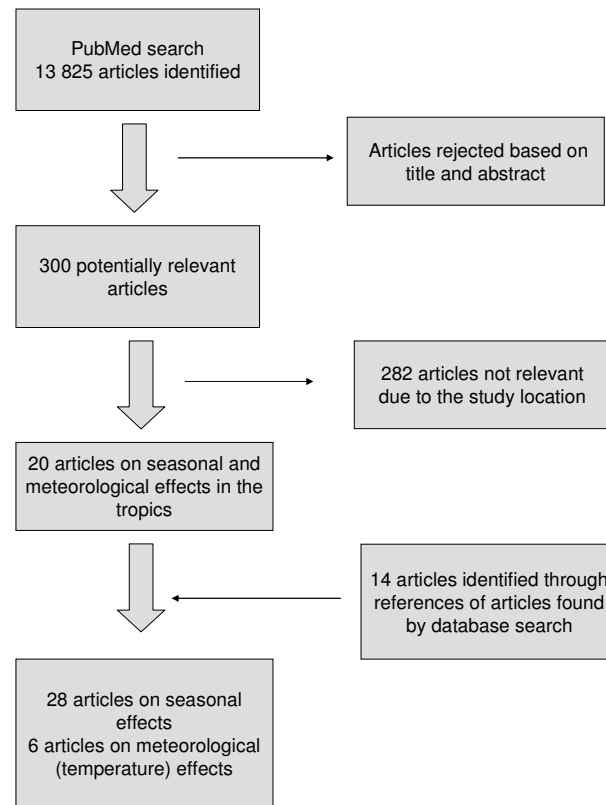 PubMed search
13 825 articles identified
Articles rejected based on
title and abstract
300 potentially relevant
articles
282 articles not relevant
due to the study location
20 articles on seasonal and
meteorological effects in the
tropics
14 articles identified through
references of articles found
by database search
28 articles on seasonal
effects
6 articles on meteorological
(temperature) effects